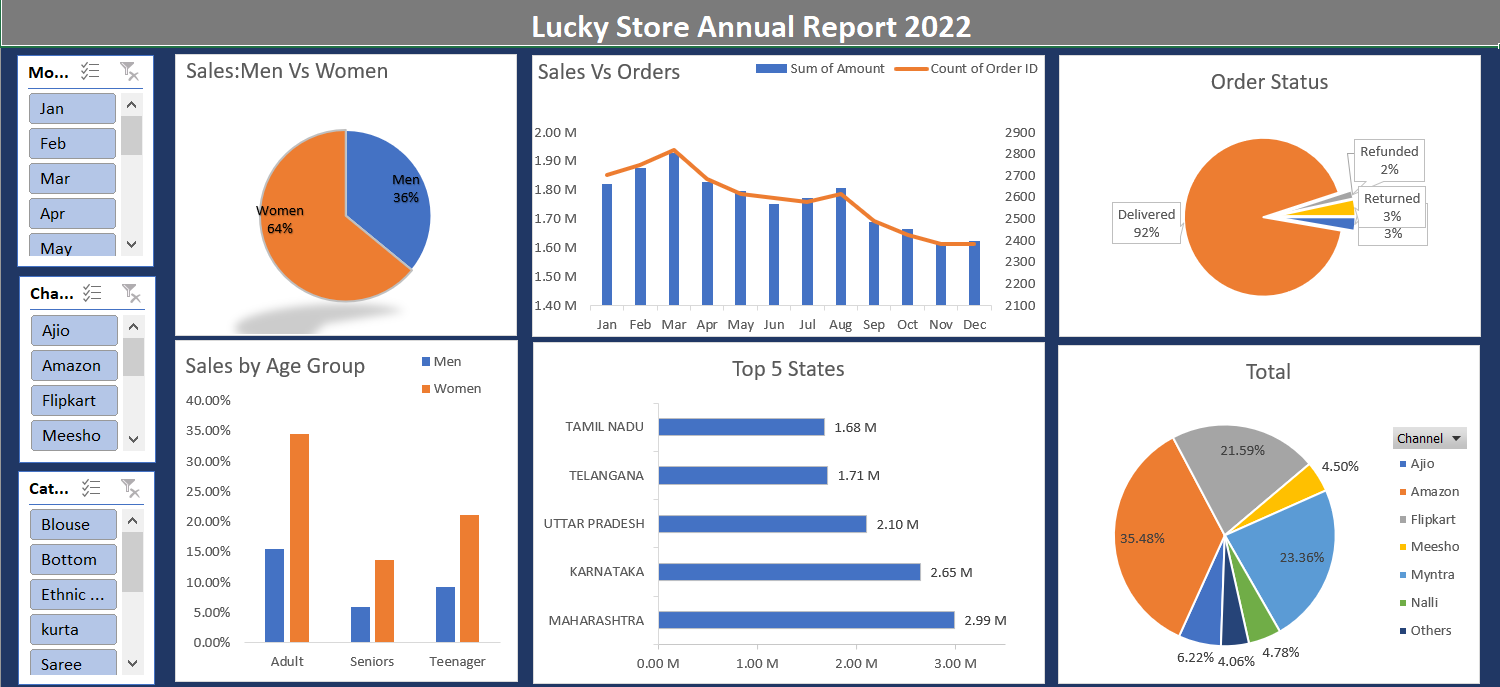 Lucky Store Annual Report 2022
Mo...
Jan
Feb
Mar
Apr
May
Cha...
Ajio
Amazon
Flipkart
Meesho
Cat...
Blouse
Bottom
Ethnic ...
kurta
Saree
Sales:Men Vs Women
Men
36%
Women
64%
Sales Vs Orders
Sum of Amount
Count of Order ID
2.00 M
1.90 M
1.80 M
1.70 M
1.60 M
1.50 M
1.40 M
2900
2800
2700
2600
2500
2400
2300
2200
2100
Jan Feb Mar Apr May Jun Jul Aug Sep Oct Nov Dec
Order Status
Refunded
2%
Returned
3%
3%
Delivered
92%
Sales by Age Group
Men
Women
40.00%
35.00%
30.00%
25.00%
20.00%
15.00%
10.00%
5.00%
0.00%
Adult Seniors Teenager
Top 5 States
TAMIL NADU 1.68 M
TELANGANA 1.71 M
UTTAR PRADESH 2.10 M
KARNATAKA 2.65 M
MAHARASHTRA 2.99 M
0.00 M 1.00 M 2.00 M 3.00 M
Total
21.59%
4.50%
35.48%
23.36%
6.22%
4.06%
4.78%
Channel
Ajio
Amazon
Flipkart
Meesho
Myntra
Nalli
Others